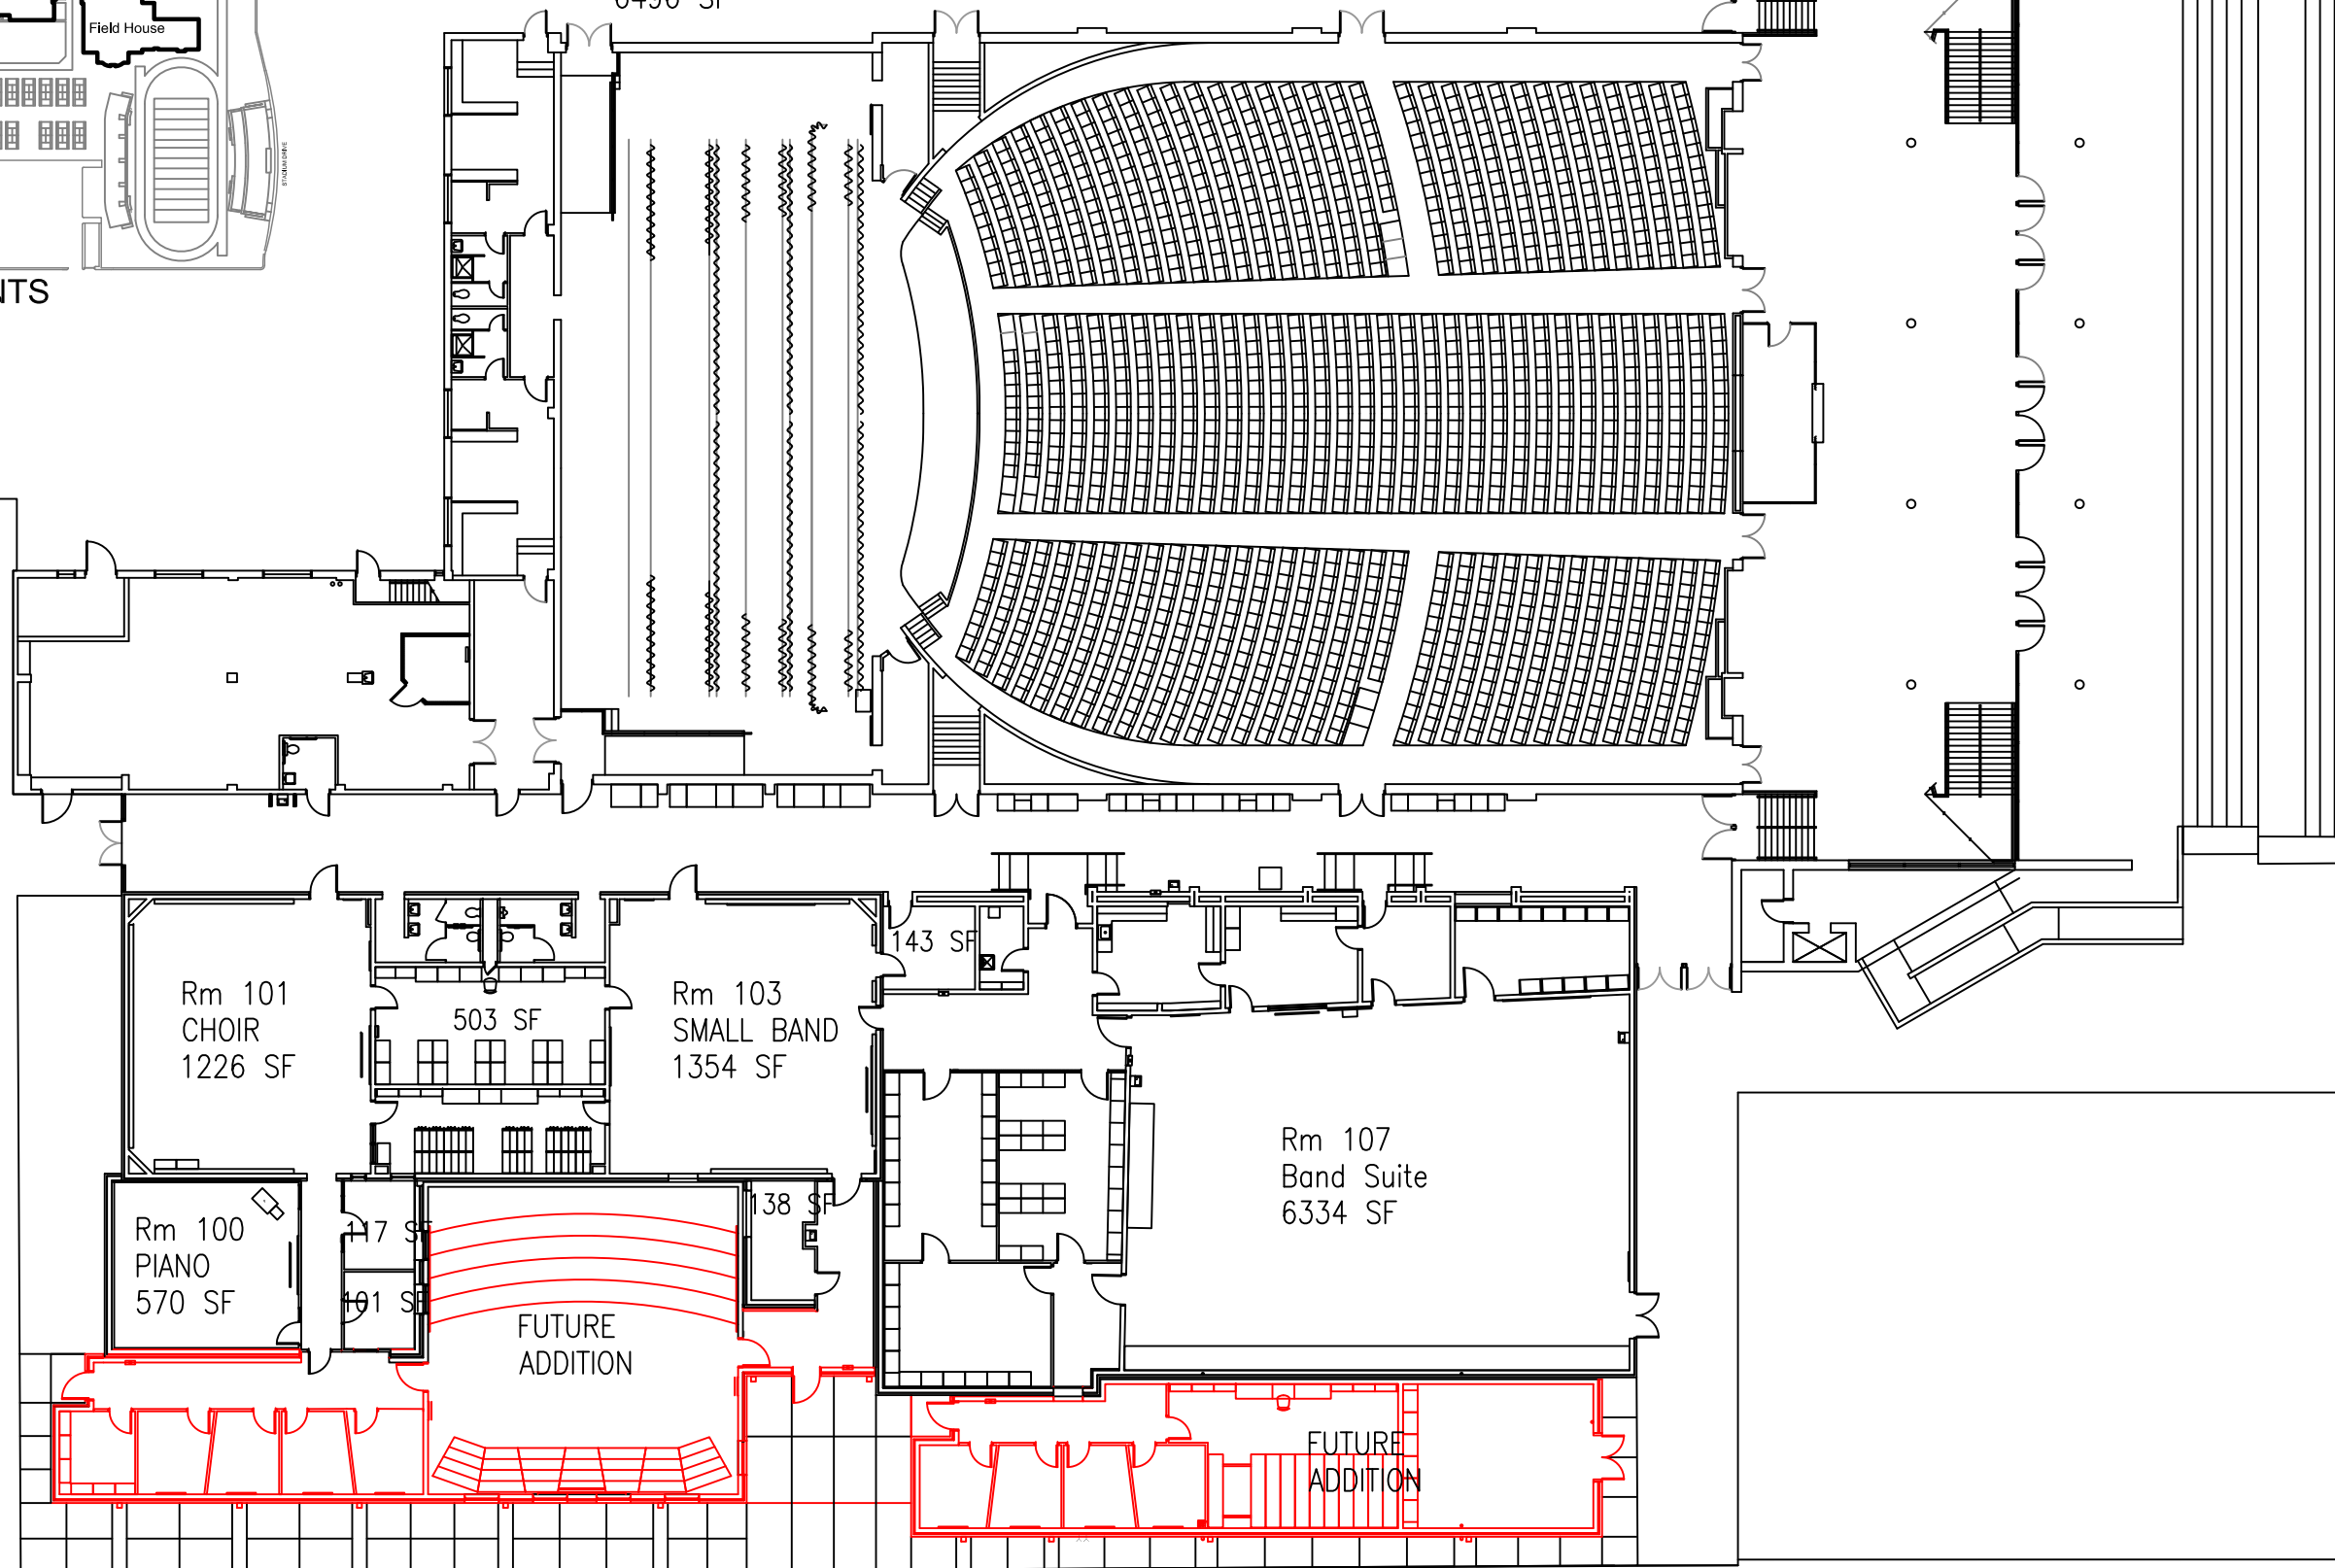 Field House
STADIUM DRIVE
143 SF
Rm 101
CHOIR
1226 SF
503 SF
Rm 103
SMALL BAND
1354 SF
Rm 107
Band Suite
6334 SF
138 SF
Rm 100
PIANO
570 SF
117 SF
101 SF
FUTURE
ADDITION
FUTURE
ADDITION